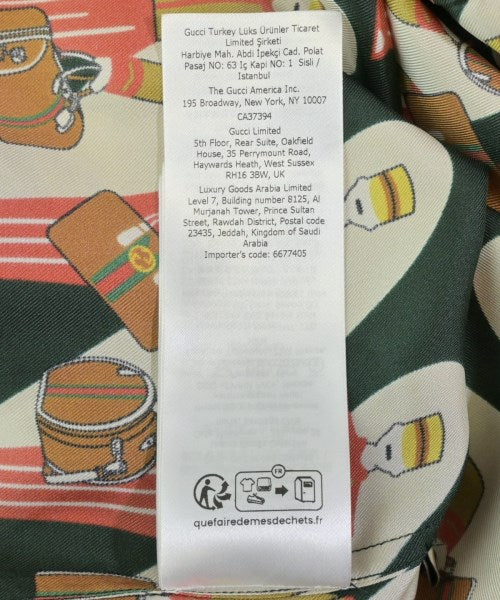 Gucci Turkey Lüks Ürünler Ticaret
Limited Şirketi
Harbiye Mah. Abdi İpekçi Cad. Polat
Pasaj NO: 63 İç Kapi NO: 1 Sisli /
Istanbul
The Gucci America Inc.
195 Broadway, New York, NY 10007
CA37394
Gucci Limited
5th Floor, Rear Suite, Oakfield
House, 35 Perrymount Road,
Haywards Heath, West Sussex
RH16 3BW, UK
Luxury Goods Arabia Limited
Level 7, Building number 8125, Al
Murjanah Tower, Prince Sultan
Street, Rawdah District, Postal code
23435, Jeddah, Kingdom of Saudi
Arabia
Importer's code: 6677405
FR
quefairedemesdechets.fr